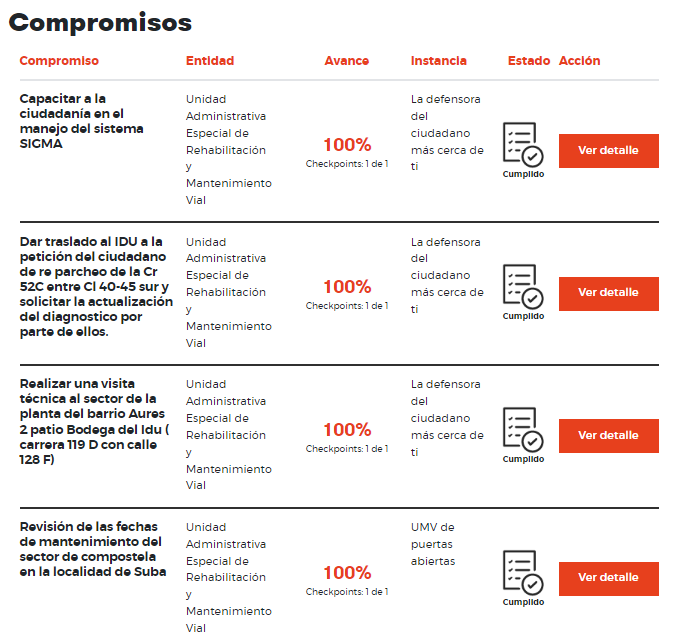 Compromisos
Compromiso Entidad Avance Instancia Estado Acción
Capacitar a la
ciudadanía en el
manejo del sistema
SIGMA
Unidad
Administrativa
Especial de
Rehabilitación
y
Mantenimiento
Vial
100%
Checkpoints: 1 de 1
La defensora
del
ciudadano
más cerca de
ti
Cumplido
Ver detalle
Dar traslado al IDU a la
petición del ciudadano
de re parcheo de la Cr
52C entre Cl 40-45 sur y
solicitar la actualización
del diagnostico por
parte de ellos.
Unidad
Administrativa
Especial de
Rehabilitación
y
Mantenimiento
Vial
100%
Checkpoints: 1 de 1
La defensora
del
ciudadano
más cerca de
ti
Cumplido
Ver detalle
Realizar una visita
técnica al sector de la
planta del barrio Aures
2 patio Bodega del Idu (
carrera 119 D con calle
128 F)
Unidad
Administrativa
Especial de
Rehabilitación
y
Mantenimiento
Vial
100%
Checkpoints: 1 de 1
La defensora
del
ciudadano
más cerca de
ti
Cumplido
Ver detalle
Revisión de las fechas
de mantenimiento del
sector de compostela
en la localidad de Suba
Unidad
Administrativa
Especial de
Rehabilitación
y
Mantenimiento
Vial
100%
Checkpoints: 1 de 1
UMV de
puertas
abiertas
Cumplido
Ver detalle